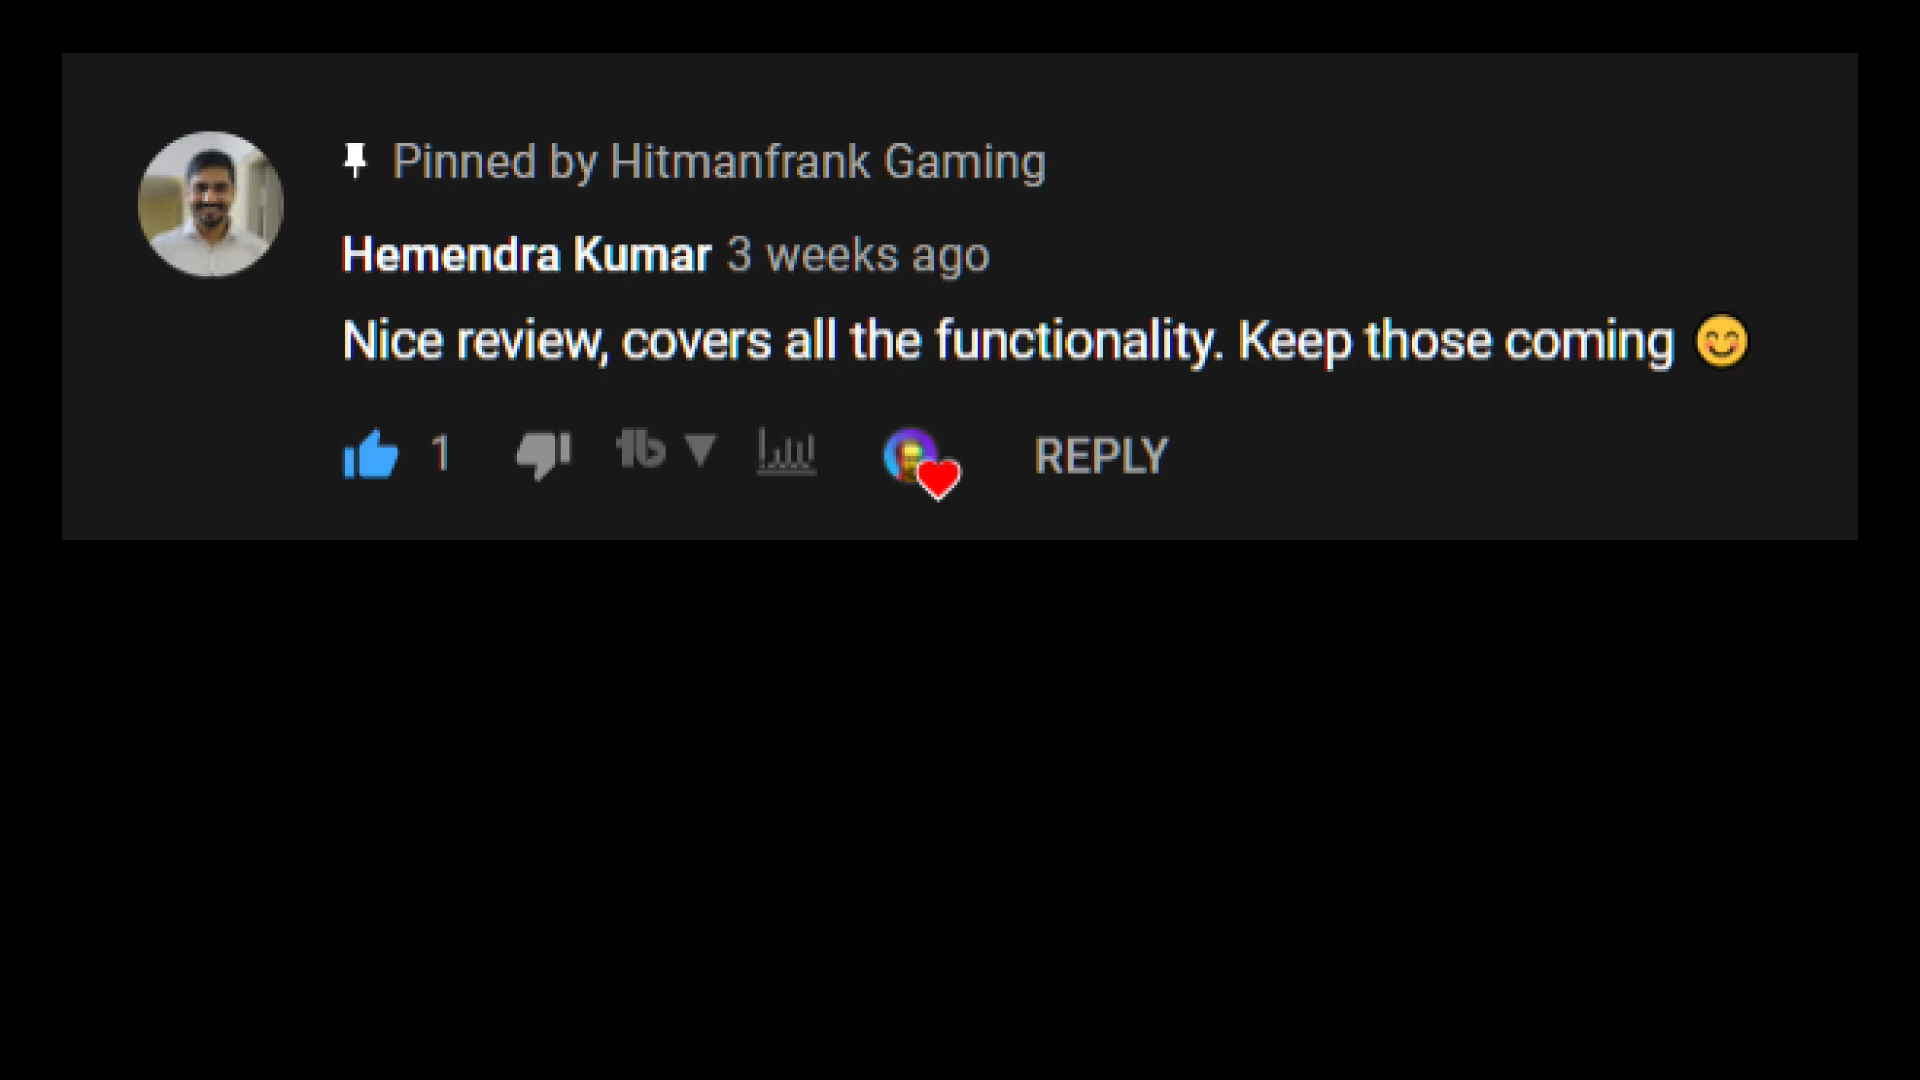 Pinned by Hitmanfrank Gaming
Hemendra Kumar 3 weeks ago
Nice review, covers all the functionality. Keep those coming 😊
1 tb ▼ REPLY